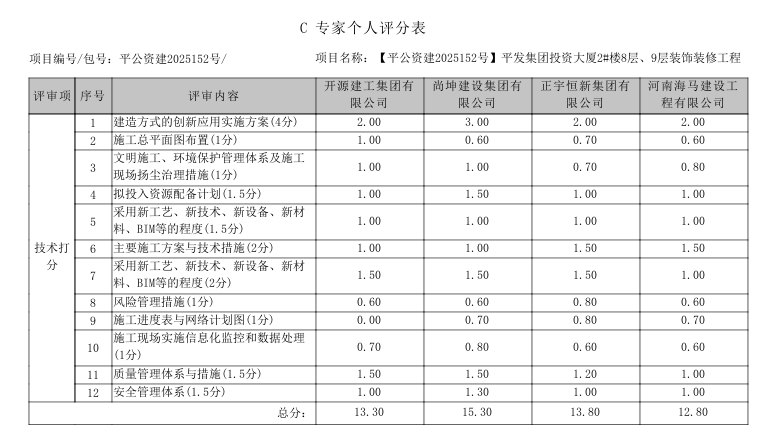 C 专家个人评分表
项目编号/包号: 平公资建2025152号/ 项目名称: 【平公资建2025152号】平发集团投资大厦2#楼8层、9层装饰装修工程
评审项 序号 评审内容 开源建工集团有限公司 尚坤建设集团有限公司 正宇恒新集团有限公司 河南海马建设工程有限公司
技术打分
1 建造方式的创新应用实施方案(4分) 2.00 3.00 2.00 2.00
2 施工总平面图布置(1分) 1.00 0.60 0.70 0.60
3 文明施工、环境保护管理体系及施工现场扬尘治理措施(1分) 1.00 1.00 0.70 0.80
4 拟投入资源配备计划(1.5分) 1.00 1.50 1.00 1.00
5 采用新工艺、新技术、新设备、新材料、BIM等的程度(1.5分) 1.00 1.00 1.00 1.00
6 主要施工方案与技术措施(2分) 1.00 1.00 1.50 1.50
7 采用新工艺、新技术、新设备、新材料、BIM等的程度(2分) 1.50 1.50 1.50 1.00
8 风险管理措施(1分) 0.60 0.60 0.80 0.60
9 施工进度表与网络计划图(1分) 0.00 0.70 0.80 0.70
10 施工现场实施信息化监控和数据处理(1分) 0.70 0.80 0.60 0.60
11 质量管理体系与措施(1.5分) 1.50 1.50 1.20 1.00
12 安全管理体系(1.5分) 1.00 1.30 1.00 1.00
总分: 13.30 15.30 13.80 12.80